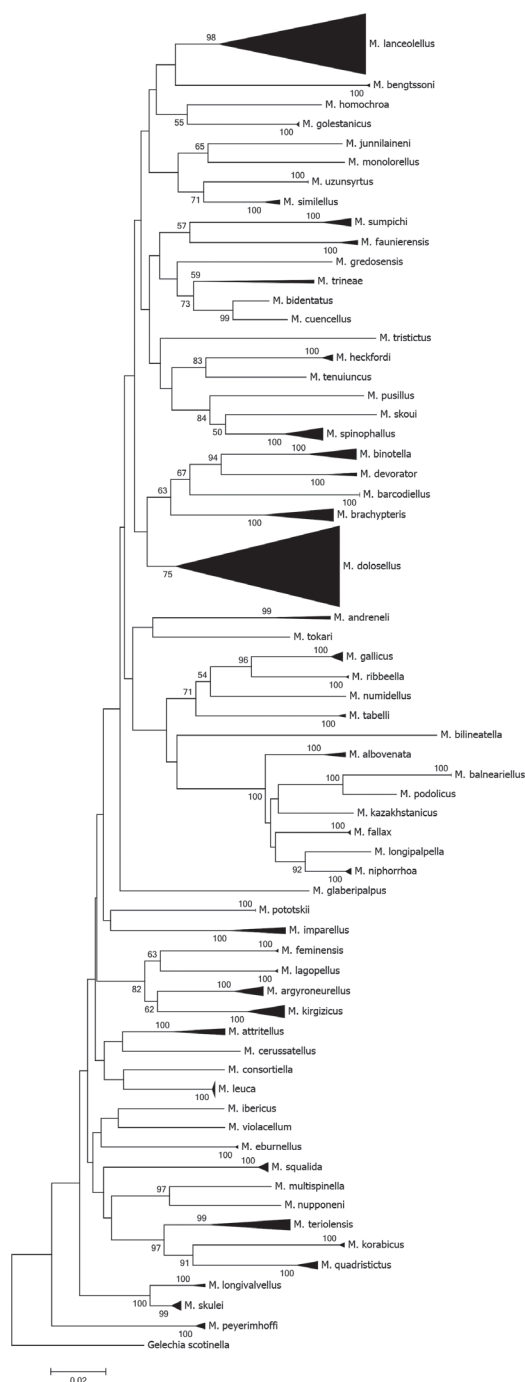 98
M. lanceolellus
M. bengtssoni
100
M. homochroa
55
M. golestanicus
100
M. junnilaineni
65
M. monolorellus
100
M. uzunsyrtus
71
M. similellus
100
100
M. sumpichi
57
M. faunierensis
100
M. gredosensis
59
M. trineae
73
M. bidentatus
99
M. cuencellus
M. tristictus
100
M. heckfordi
83
M. tenuiuncus
M. pusillus
84
M. skoui
50
M. spinophallus
100
100
M. binotella
94
M. devorator
67
100
M. barcodiellus
63
100
M. brachypteris
100
M. dolosellus
75
99
M. andreneli
M. tokari
100
M. gallicus
96
M. ribbeella
54
100
M. numidellus
71
M. tabelli
100
M. bilineatella
100
M. albovenata
100
M. balneariellus
100
M. podolicus
100
M. kazakhstanicus
100
M. fallax
M. longipalpella
92
M. niphorrhoa
100
M. glaberipalpus
100
M. pototskii
M. imparellus
100
100
M. feminensis
63
M. lagopellus
82
100
100
M. argyroneurellus
62
M. kirgizicus
100
100
M. attritellus
M. cerussatellus
M. consortiella
M. leuca
100
M. ibericus
M. violacellum
M. eburnellus
100
100
100
M. squalida
M. multispinella
97
M. nupponeni
99
M. teriolensis
97
100
M. korabicus
91
M. quadristictus
100
100
M. longivalvellus
100
M. skulei
99
M. peyerimhoffi
100
Gelechia scotinella
0.02